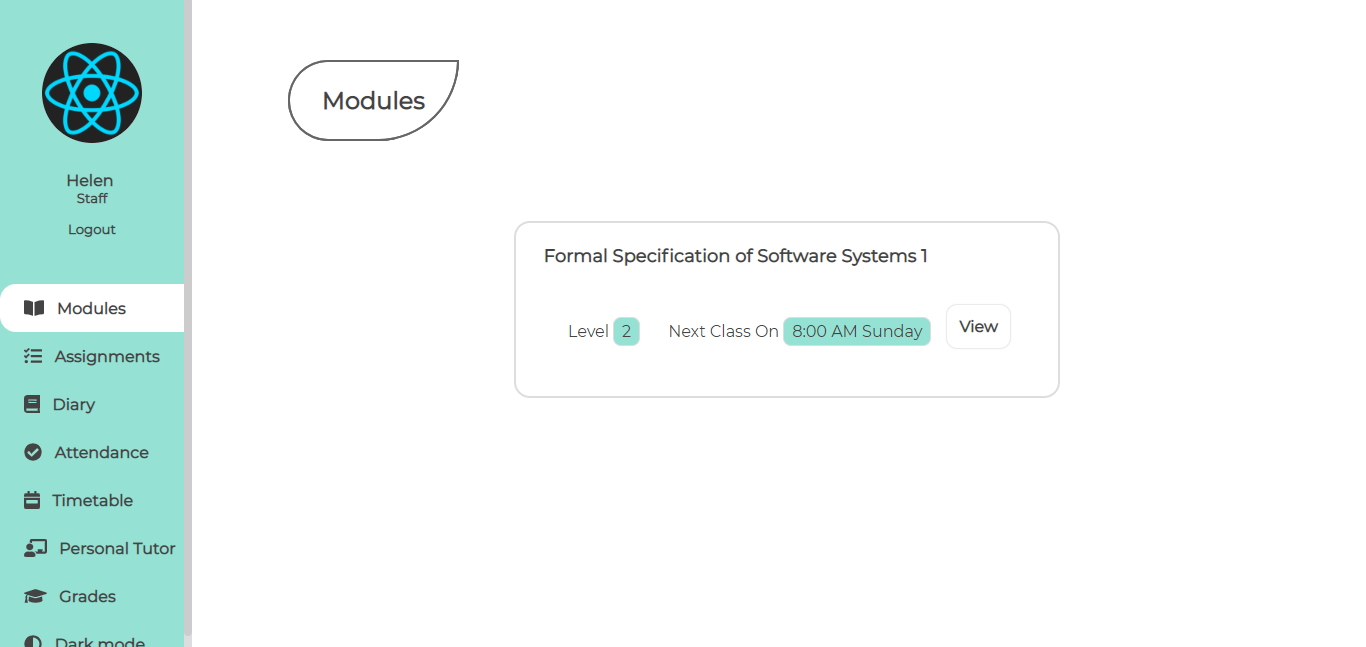 Helen
Staff
Logout
Modules
Assignments
Diary
Attendance
Timetable
Personal Tutor
Grades
Dark mode
Modules
Formal Specification of Software Systems 1
Level 2 Next Class On 8:00 AM Sunday View